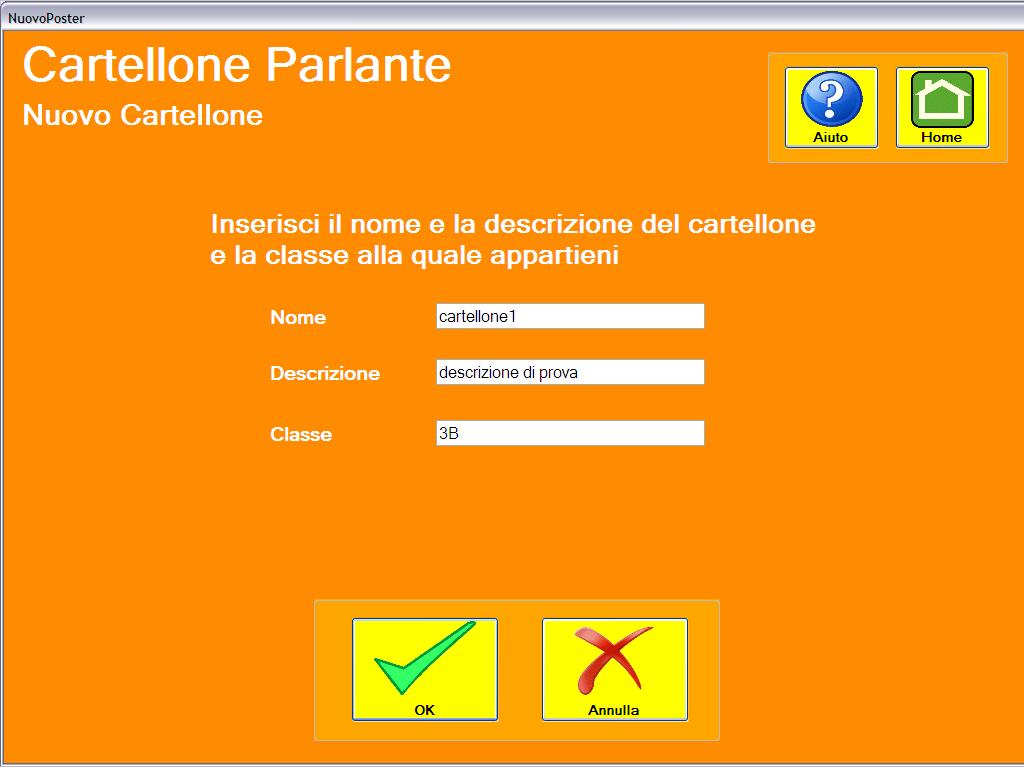 NuovoPoster
Cartellone Parlante
Nuovo Cartellone
?
Aiuto
Home
Inserisci il nome e la descrizione del cartellone
e la classe alla quale appartieni
Nome
cartellone1
Descrizione
descrizione di prova
Classe
3B
OK
Annulla